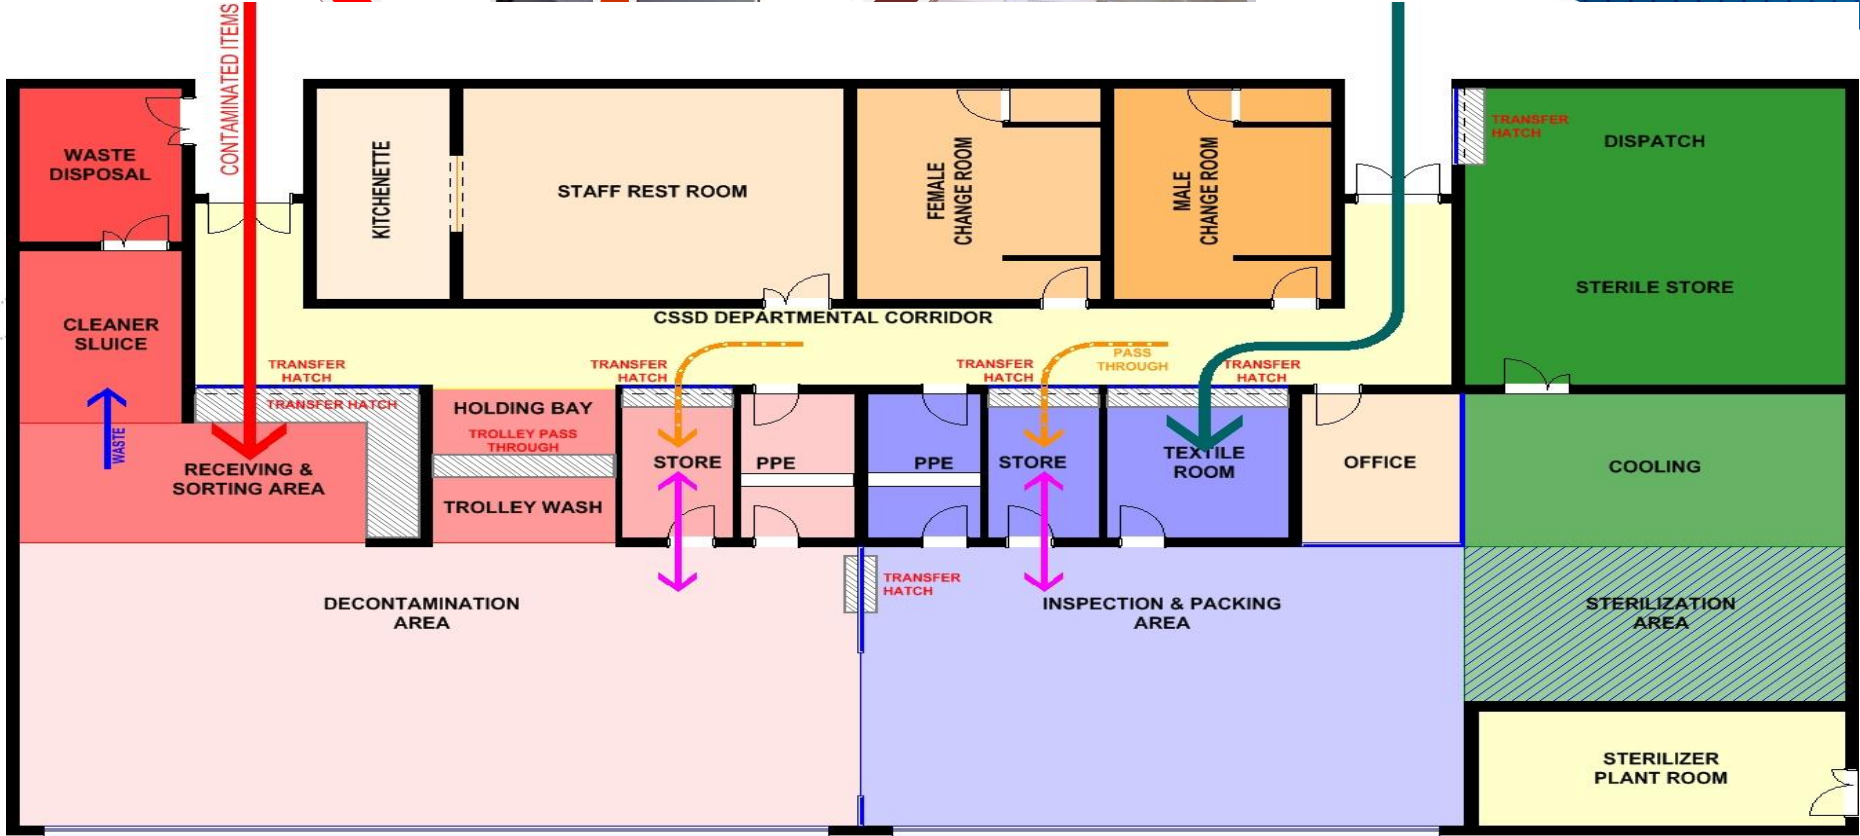 CONTAMINATED ITEMS
WASTE
DISPOSAL
KITCHENETTE
STAFF REST ROOM
FEMALE
CHANGE ROOM
MALE
CHANGE ROOM
TRANSFER
HATCH
DISPATCH
STERILE STORE
CLEANER
SLUICE
CSSD DEPARTMENTAL CORRIDOR
TRANSFER
HATCH
TRANSFER
HATCH
TRANSFER
HATCH
PASS
THROUGH
TRANSFER
HATCH
TRANSFER HATCH
HOLDING BAY
TROLLEY PASS
THROUGH
WASTE
RECEIVING &
SORTING AREA
TROLLEY WASH
STORE
PPE
PPE
STORE
TEXTILE
ROOM
OFFICE
COOLING
DECONTAMINATION
AREA
TRANSFER
HATCH
INSPECTION & PACKING
AREA
STERILIZATION
AREA
STERILIZER
PLANT ROOM